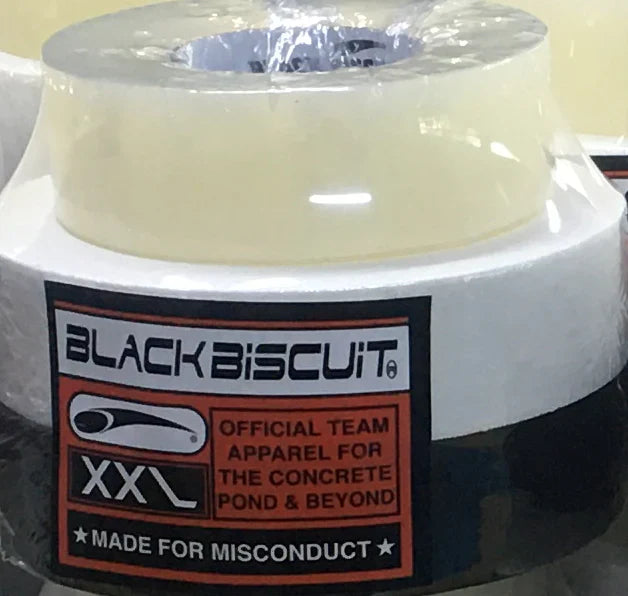 BLACKBiSCUiT
XXL
OFFICIAL TEAM
APPAREL FOR
THE CONCRETE
POND & BEYOND
★MADE FOR MISCONDUCT★